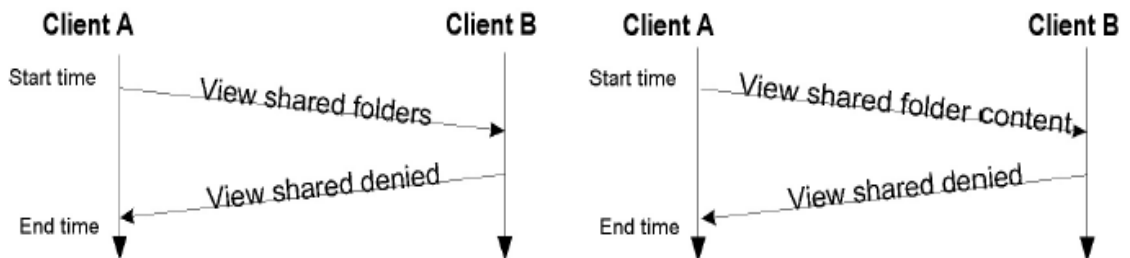 Client A Client B
Start time
View shared folders
View shared denied
End time
Client A Client B
Start time
View shared folder content
View shared denied
End time